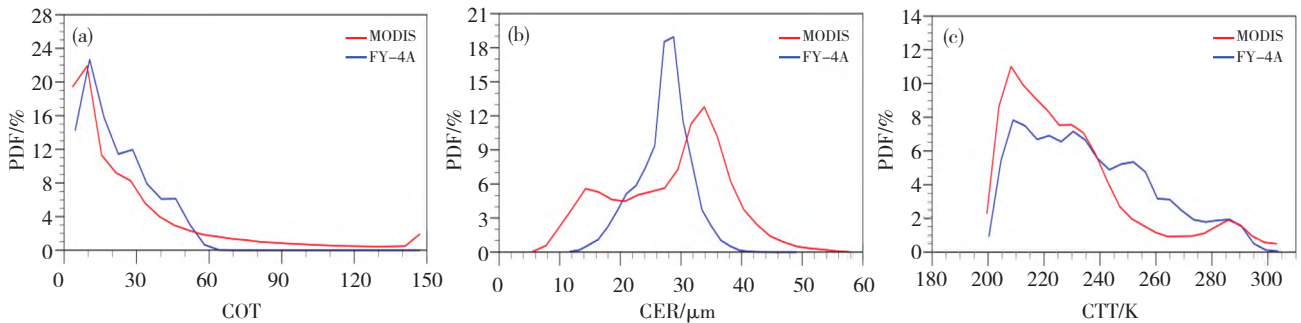 (a)
MODIS
FY-4A
PDF/%
28
24
20
16
12
8
4
0
0 30 60 90 120 150
COT
(b)
MODIS
FY-4A
PDF/%
21
18
15
12
9
6
3
0
0 10 20 30 40 50 60
CER/μm
(c)
MODIS
FY-4A
PDF/%
14
12
10
8
6
4
2
0
180 200 220 240 260 280 300 320
CTT/K